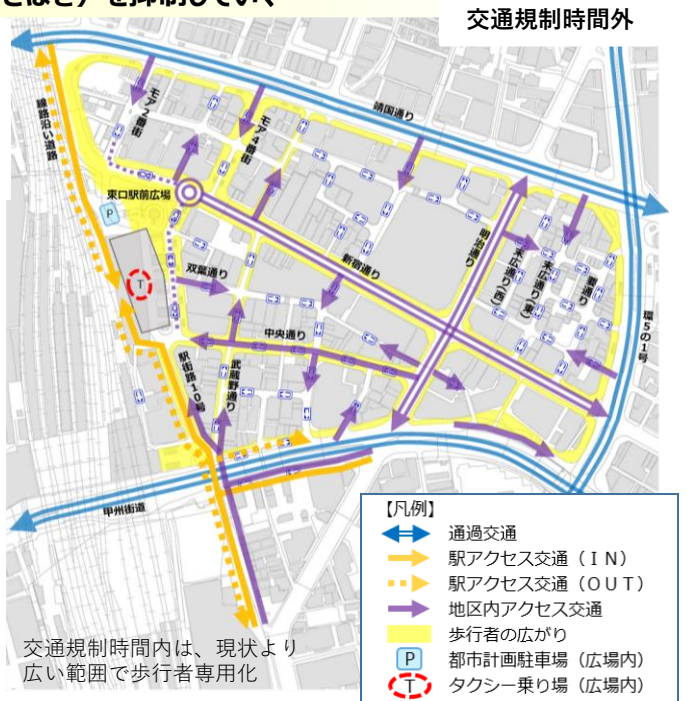 とほと）を抑制していく
交通規制時間外
靖国通り
線路沿い道路
モア2番街
モア4番街
東口駅前広場
P
T
双葉通り
新宿通り
明治通り
末広通り(西)
末広通り(東)
要通り
環5の1号
中央通り
駅街路10号
武蔵野通り
甲州街道
交通規制時間内は、現状より
広い範囲で歩行者専用化
【凡例】
通過交通
駅アクセス交通（ＩＮ）
駅アクセス交通（ＯＵＴ）
地区内アクセス交通
歩行者の広がり
P 都市計画駐車場（広場内）
T タクシー乗り場（広場内）